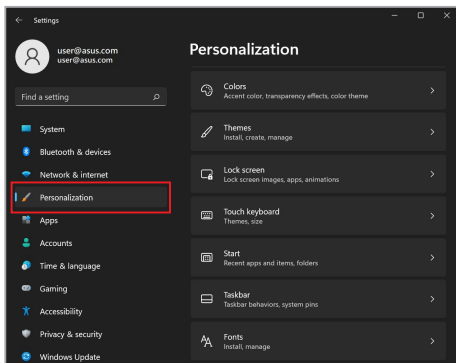 Settings
user@asus.com
user@asus.com
Find a setting
System
Bluetooth & devices
Network & internet
Personalization
Apps
Accounts
Time & language
Gaming
Accessibility
Privacy & security
Windows Update
Personalization
Colors
Accent color, transparency effects, color theme
Themes
Install, create, manage
Lock screen
Lock screen images, apps, animations
Touch keyboard
Themes, size
Start
Recent apps and items, folders
Taskbar
Taskbar behaviors, system pins
Fonts
Install, manage